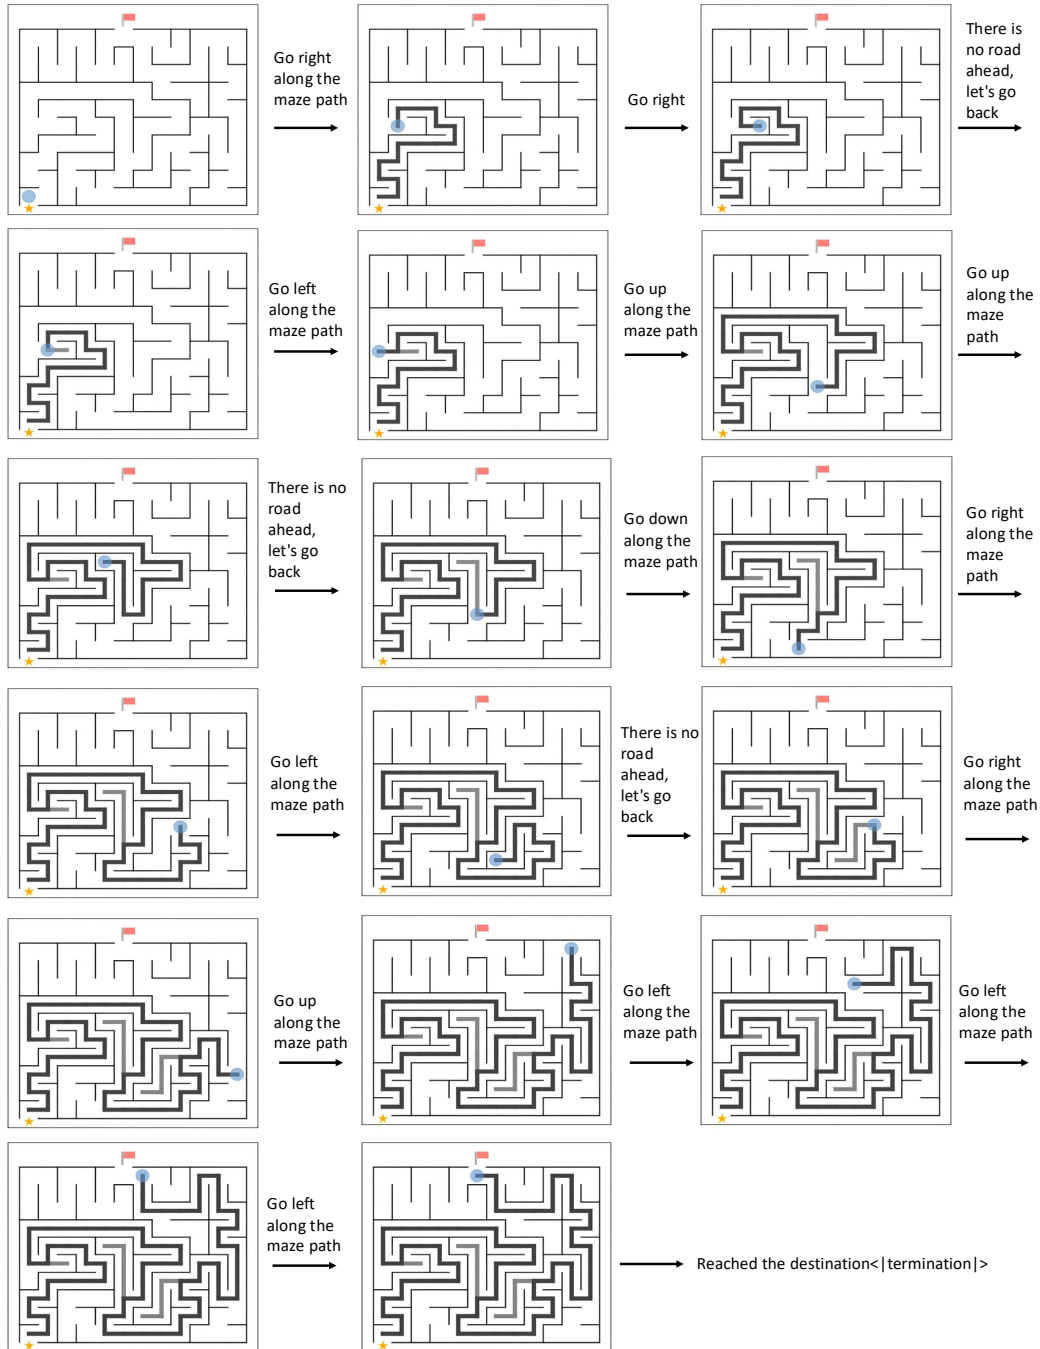 Go right
along the
maze path
Go right
There is
no road
ahead,
let's go
back
Go left
along the
maze path
Go up
along the
maze path
Go up
along the
maze
path
There is no
road
ahead,
let's go
back
Go down
along the
maze path
Go right
along the
maze
path
Go left
along the
maze path
There is no
road
ahead,
let's go
back
Go right
along the
maze path
Go up
along the
maze path
Go left
along the
maze path
Go left
along the
maze path
Go left
along the
maze path
Reached the destination<|termination|>